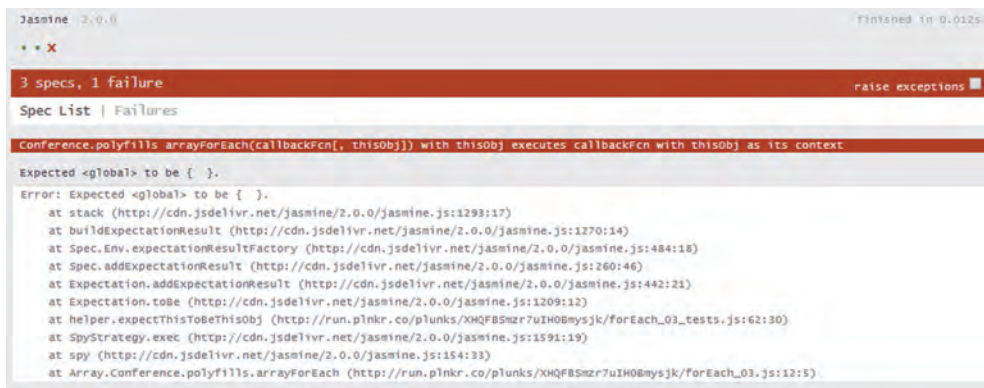 Jasmine 2.0.0
finished in 0.012s
• • x
3 specs, 1 failure
raise exceptions
Spec List | Failures
Conference.polyfills arrayForEach(callbackFcn[, thisObj]) with thisObj executes callbackFcn with thisObj as its context
Expected <global> to be {  }.
Error: Expected <global> to be {  }.
at stack (http://cdn.jsdelivr.net/jasmine/2.0.0/jasmine.js:1293:17)
at buildExpectationResult (http://cdn.jsdelivr.net/jasmine/2.0.0/jasmine.js:1270:14)
at Spec.Env.expectationResultFactory (http://cdn.jsdelivr.net/jasmine/2.0.0/jasmine.js:484:18)
at Spec.addExpectationResult (http://cdn.jsdelivr.net/jasmine/2.0.0/jasmine.js:260:46)
at Expectation.addExpectationResult (http://cdn.jsdelivr.net/jasmine/2.0.0/jasmine.js:442:21)
at Expectation.toBe (http://cdn.jsdelivr.net/jasmine/2.0.0/jasmine.js:1209:12)
at helper.expectThisToBeThisObj (http://run.plnkr.co/plunks/XHQFBSmzr7uIHOBmysjk/forEach_03_tests.js:62:30)
at SpyStrategy.exec (http://cdn.jsdelivr.net/jasmine/2.0.0/jasmine.js:1591:19)
at spy (http://cdn.jsdelivr.net/jasmine/2.0.0/jasmine.js:154:33)
at Array.Conference.polyfills.arrayForEach (http://run.plnkr.co/plunks/XHQFBSmzr7uIHOBmysjk/forEach_03.js:12:5)